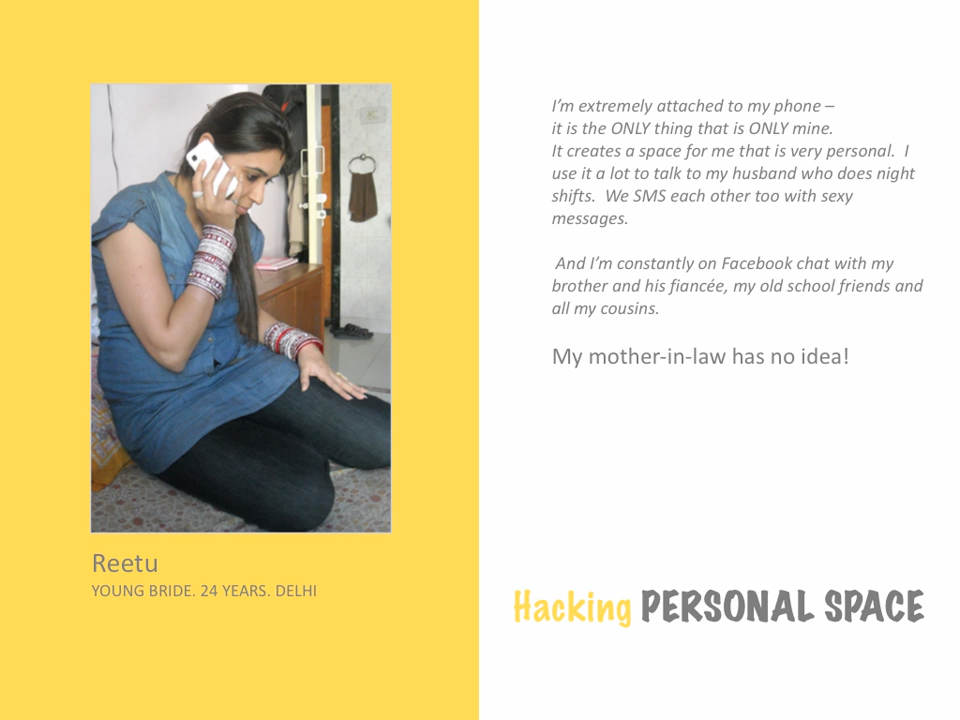 I’m extremely attached to my phone –
it is the ONLY thing that is ONLY mine.
It creates a space for me that is very personal.  I
use it a lot to talk to my husband who does night
shifts.  We SMS each other too with sexy
messages.
And I’m constantly on Facebook chat with my
brother and his fiancée, my old school friends and
all my cousins.
My mother-in-law has no idea!
Reetu
YOUNG BRIDE. 24 YEARS. DELHI
Hacking PERSONAL SPACE